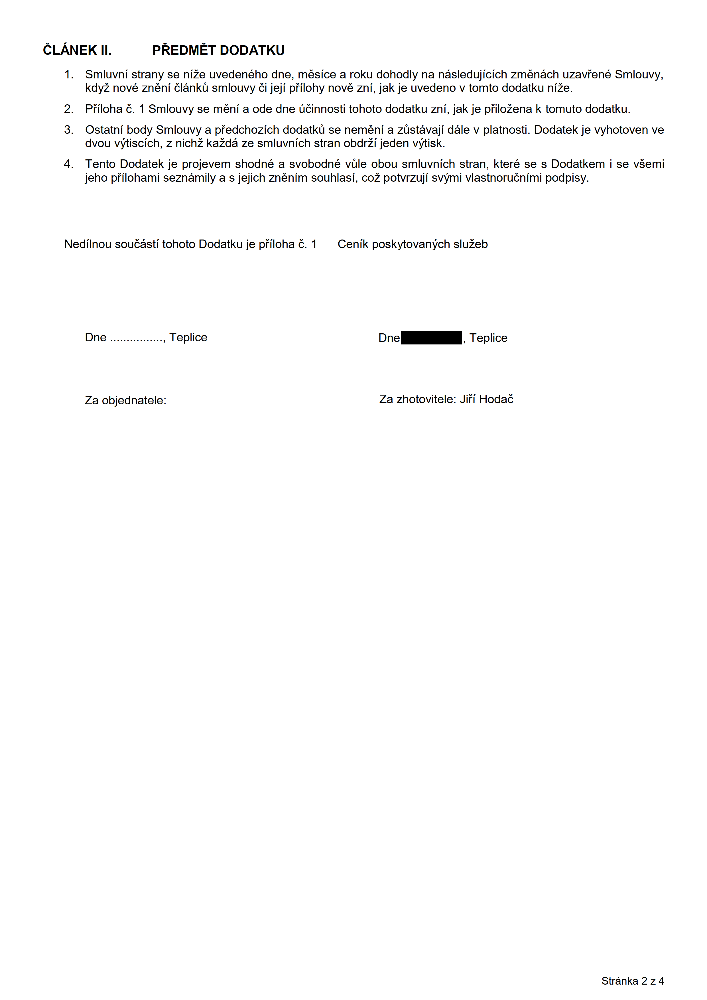 ČLÁNEK II. PŘEDMĚT DODATKU
1. Smluvní strany se níže uvedeného dne, měsíce a roku dohodly na následujících změnách uzavřené Smlouvy,
když nové znění článků smlouvy či její přílohy nově zní, jak je uvedeno v tomto dodatku níže.
2. Příloha č. 1 Smlouvy se mění a ode dne účinnosti tohoto dodatku zní, jak je přiložena k tomuto dodatku.
3. Ostatní body Smlouvy a předchozích dodatků se nemění a zůstávají dále v platnosti. Dodatek je vyhotoven ve
dvou výtiscích, z nichž každá ze smluvních stran obdrží jeden výtisk.
4. Tento Dodatek je projevem shodné a svobodné vůle obou smluvních stran, které se s Dodatkem i se všemi
jeho přílohami seznámily a s jejich zněním souhlasí, což potvrzují svými vlastnoručními podpisy.
Nedílnou součástí tohoto Dodatku je příloha č. 1 Ceník poskytovaných služeb
Dne ................, Teplice
Dne , Teplice
Za objednatele:
Za zhotovitele: Jiří Hodač
Stránka 2 z 4